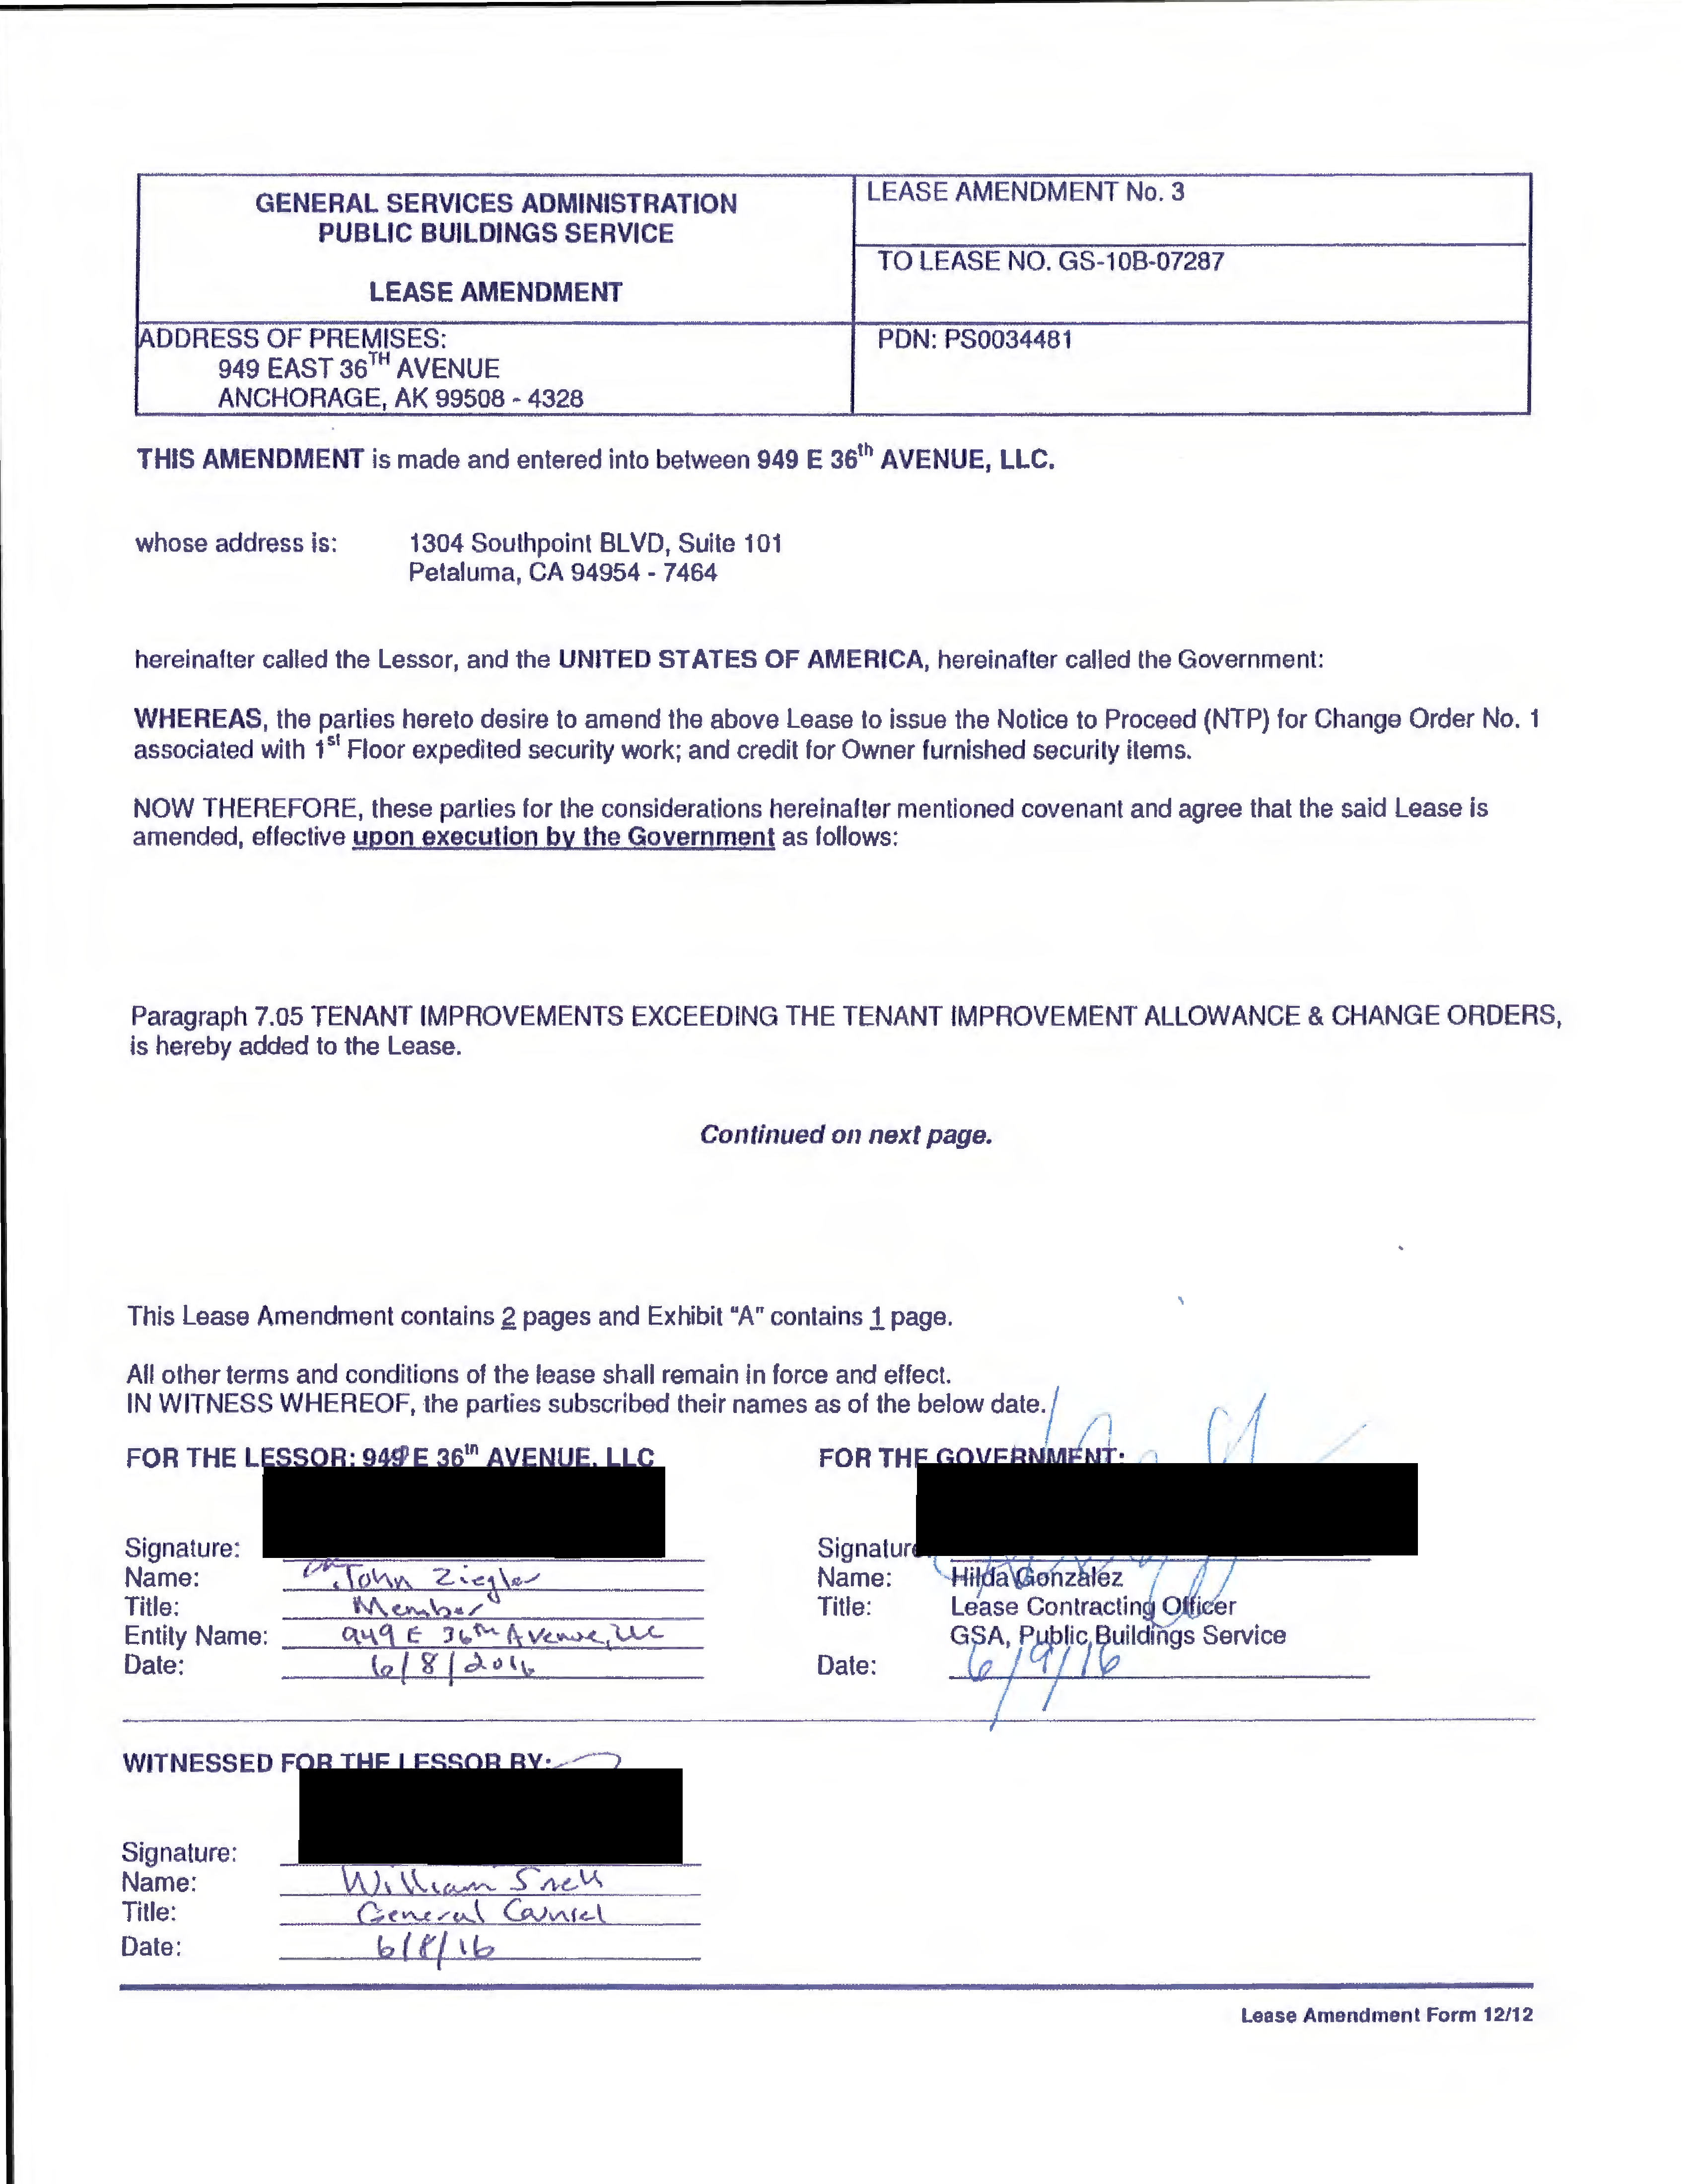 GENERAL SERVICES ADMINISTRATION
PUBLIC BUILDINGS SERVICE
LEASE AMENDMENT
LEASE AMENDMENT No. 3
TO LEASE NO. GS-10B-07287
ADDRESS OF PREMISES:
949 EAST 36TH AVENUE
ANCHORAGE, AK 99508 - 4328
PDN: PS0034481
THIS AMENDMENT is made and entered into between 949 E 36th AVENUE, LLC.
whose address is: 1304 Southpoint BLVD, Suite 101
Petaluma, CA 94954 - 7464
hereinafter called the Lessor, and the UNITED STATES OF AMERICA, hereinafter called the Government:
WHEREAS, the parties hereto desire to amend the above Lease to issue the Notice to Proceed (NTP) for Change Order No. 1
associated with 1st Floor expedited security work; and credit for Owner furnished security items.
NOW THEREFORE, these parties for the considerations hereinafter mentioned covenant and agree that the said Lease is
amended, effective upon execution by the Government as follows:
Paragraph 7.05 TENANT IMPROVEMENTS EXCEEDING THE TENANT IMPROVEMENT ALLOWANCE & CHANGE ORDERS,
is hereby added to the Lease.
Continued on next page.
This Lease Amendment contains 2 pages and Exhibit "A" contains 1 page.
All other terms and conditions of the lease shall remain in force and effect.
IN WITNESS WHEREOF, the parties subscribed their names as of the below date.
FOR THE LESSOR: 949 E 36th AVENUE, LLC
Signature:
Name: John Ziegler
Title: Member
Entity Name: 949 E 36th Avenue, LLC
Date: 6/8/2016
FOR THE GOVERNMENT:
Signature
Name: Hilda Gonzalez
Title: Lease Contracting Officer
GSA, Public Buildings Service
Date: 6/9/16
WITNESSED FOR THE LESSOR BY:
Signature:
Name: William Snell
Title: General Counsel
Date: 6/8/16
Lease Amendment Form 12/12